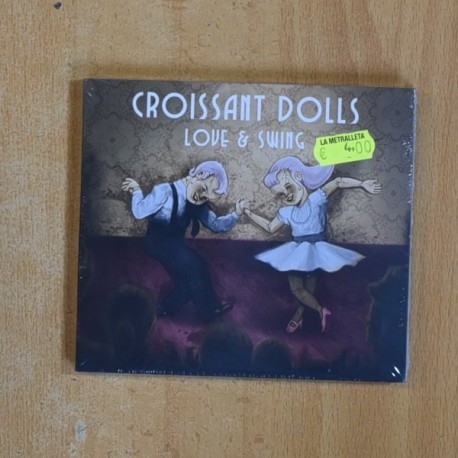 CROISSANT DOLLS
LOVE & SWING
LA METRALLETA
€ 4,00